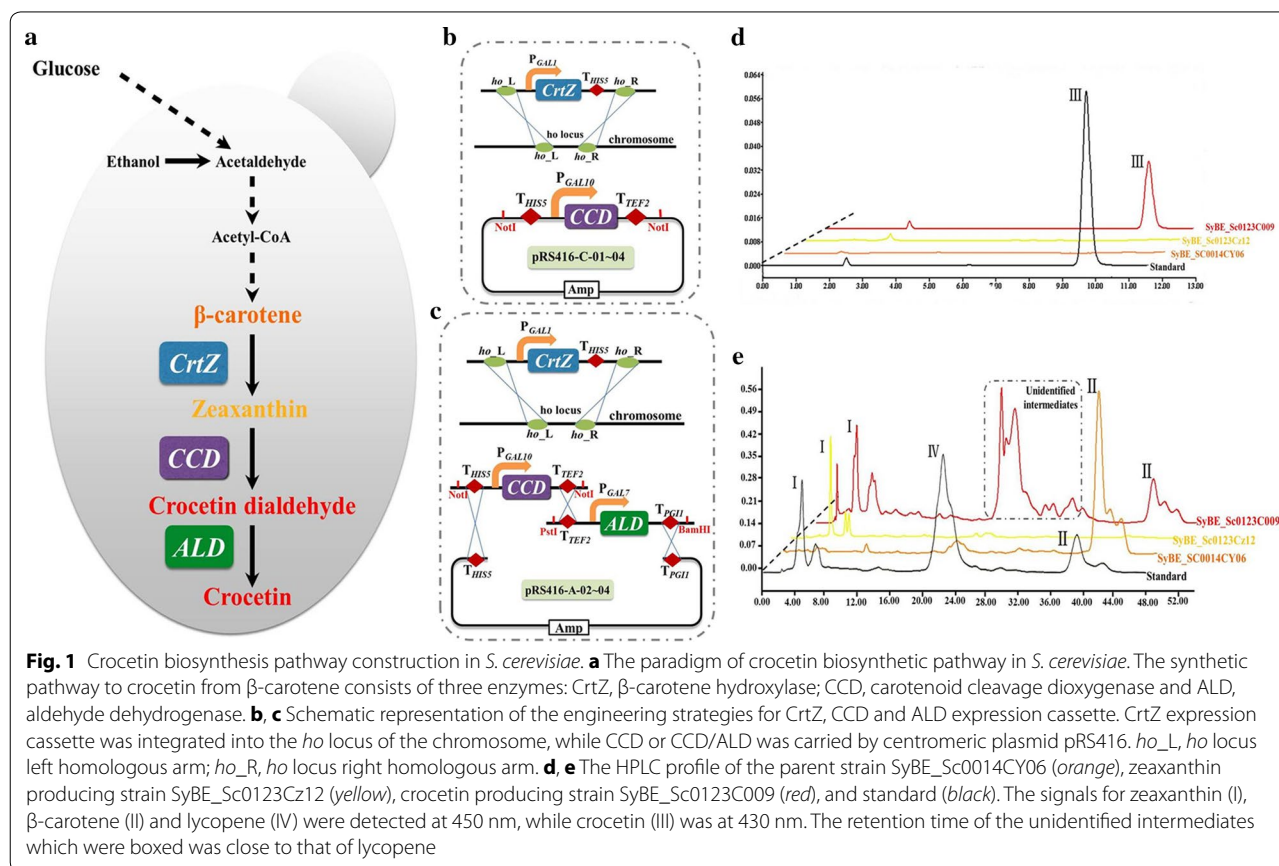 a
Glucose
Ethanol
Acetaldehyde
Acetyl-CoA
β-carotene
CrtZ
Zeaxanthin
CCD
Crocetin dialdehyde
ALD
Crocetin
b
P_GAL1
ho_L
CrtZ
T_HIS5
ho_R
ho locus
chromosome
ho_L
ho_R
P_GAL10
T_HIS5
CCD
T_TEF2
NotI
NotI
pRS416-C-01~04
Amp
c
P_GAL1
ho_L
CrtZ
T_HIS5
ho_R
ho locus
chromosome
ho_L
ho_R
P_GAL10
T_HIS5
NotI
CCD
T_TEF2
NotI
P_GAL7
PstI
T_TEF2
ALD
T_PGI1
BamHI
T_HIS5
T_PGI1
pRS416-A-02~04
Amp
d
0.064
0.056
0.048
0.040
0.032
0.024
0.016
0.008
0.000
III
III
SyBE_Sc0123C009
SyBE_Sc0123Cz12
SyBE_SC0014CY06
Standard
0.00 1.00 2.00 3.00 4.00 5.00 6.00 7.00 8.00 9.00 10.00 11.00 12.00 13.00
e
0.56
0.49
0.42
0.35
0.28
0.21
0.14
0.07
0.00
I
I
I
IV
Unidentified
intermediates
II
II
II
SyBE_Sc0123C009
SyBE_Sc0123Cz12
SyBE_SC0014CY06
Standard
0.00 4.00 8.00 12.00 16.00 20.00 24.00 28.00 32.00 36.00 40.00 44.00 48.00 52.00
Fig. 1 Crocetin biosynthesis pathway construction in S. cerevisiae. a The paradigm of crocetin biosynthetic pathway in S. cerevisiae. The synthetic
pathway to crocetin from β-carotene consists of three enzymes: CrtZ, β-carotene hydroxylase; CCD, carotenoid cleavage dioxygenase and ALD,
aldehyde dehydrogenase. b, c Schematic representation of the engineering strategies for CrtZ, CCD and ALD expression cassette. CrtZ expression
cassette was integrated into the ho locus of the chromosome, while CCD or CCD/ALD was carried by centromeric plasmid pRS416. ho_L, ho locus
left homologous arm; ho_R, ho locus right homologous arm. d, e The HPLC profile of the parent strain SyBE_Sc0014CY06 (orange), zeaxanthin
producing strain SyBE_Sc0123Cz12 (yellow), crocetin producing strain SyBE_Sc0123C009 (red), and standard (black). The signals for zeaxanthin (I),
β-carotene (II) and lycopene (IV) were detected at 450 nm, while crocetin (III) was at 430 nm. The retention time of the unidentified intermediates
which were boxed was close to that of lycopene